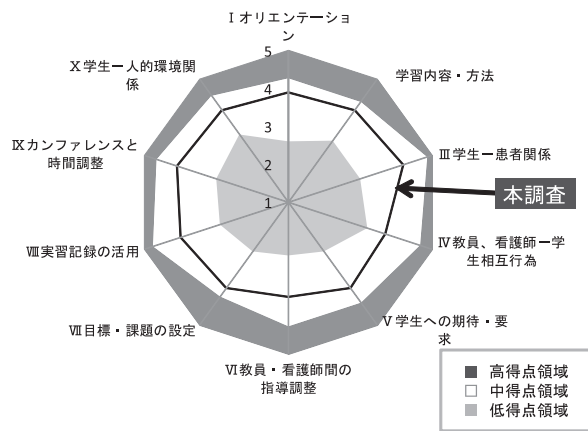 Ⅰオリエンテーショ
ン
学習内容・方法
Ⅲ学生ー患者関係
本調査
Ⅳ教員、看護師ー学
生相互行為
Ⅴ学生への期待・要
求
Ⅵ教員・看護師間の
指導調整
Ⅶ目標・課題の設定
Ⅷ実習記録の活用
Ⅸカンファレンスと
時間調整
Ⅹ学生ー人的環境関
係
5
4
3
2
1
高得点領域
中得点領域
低得点領域